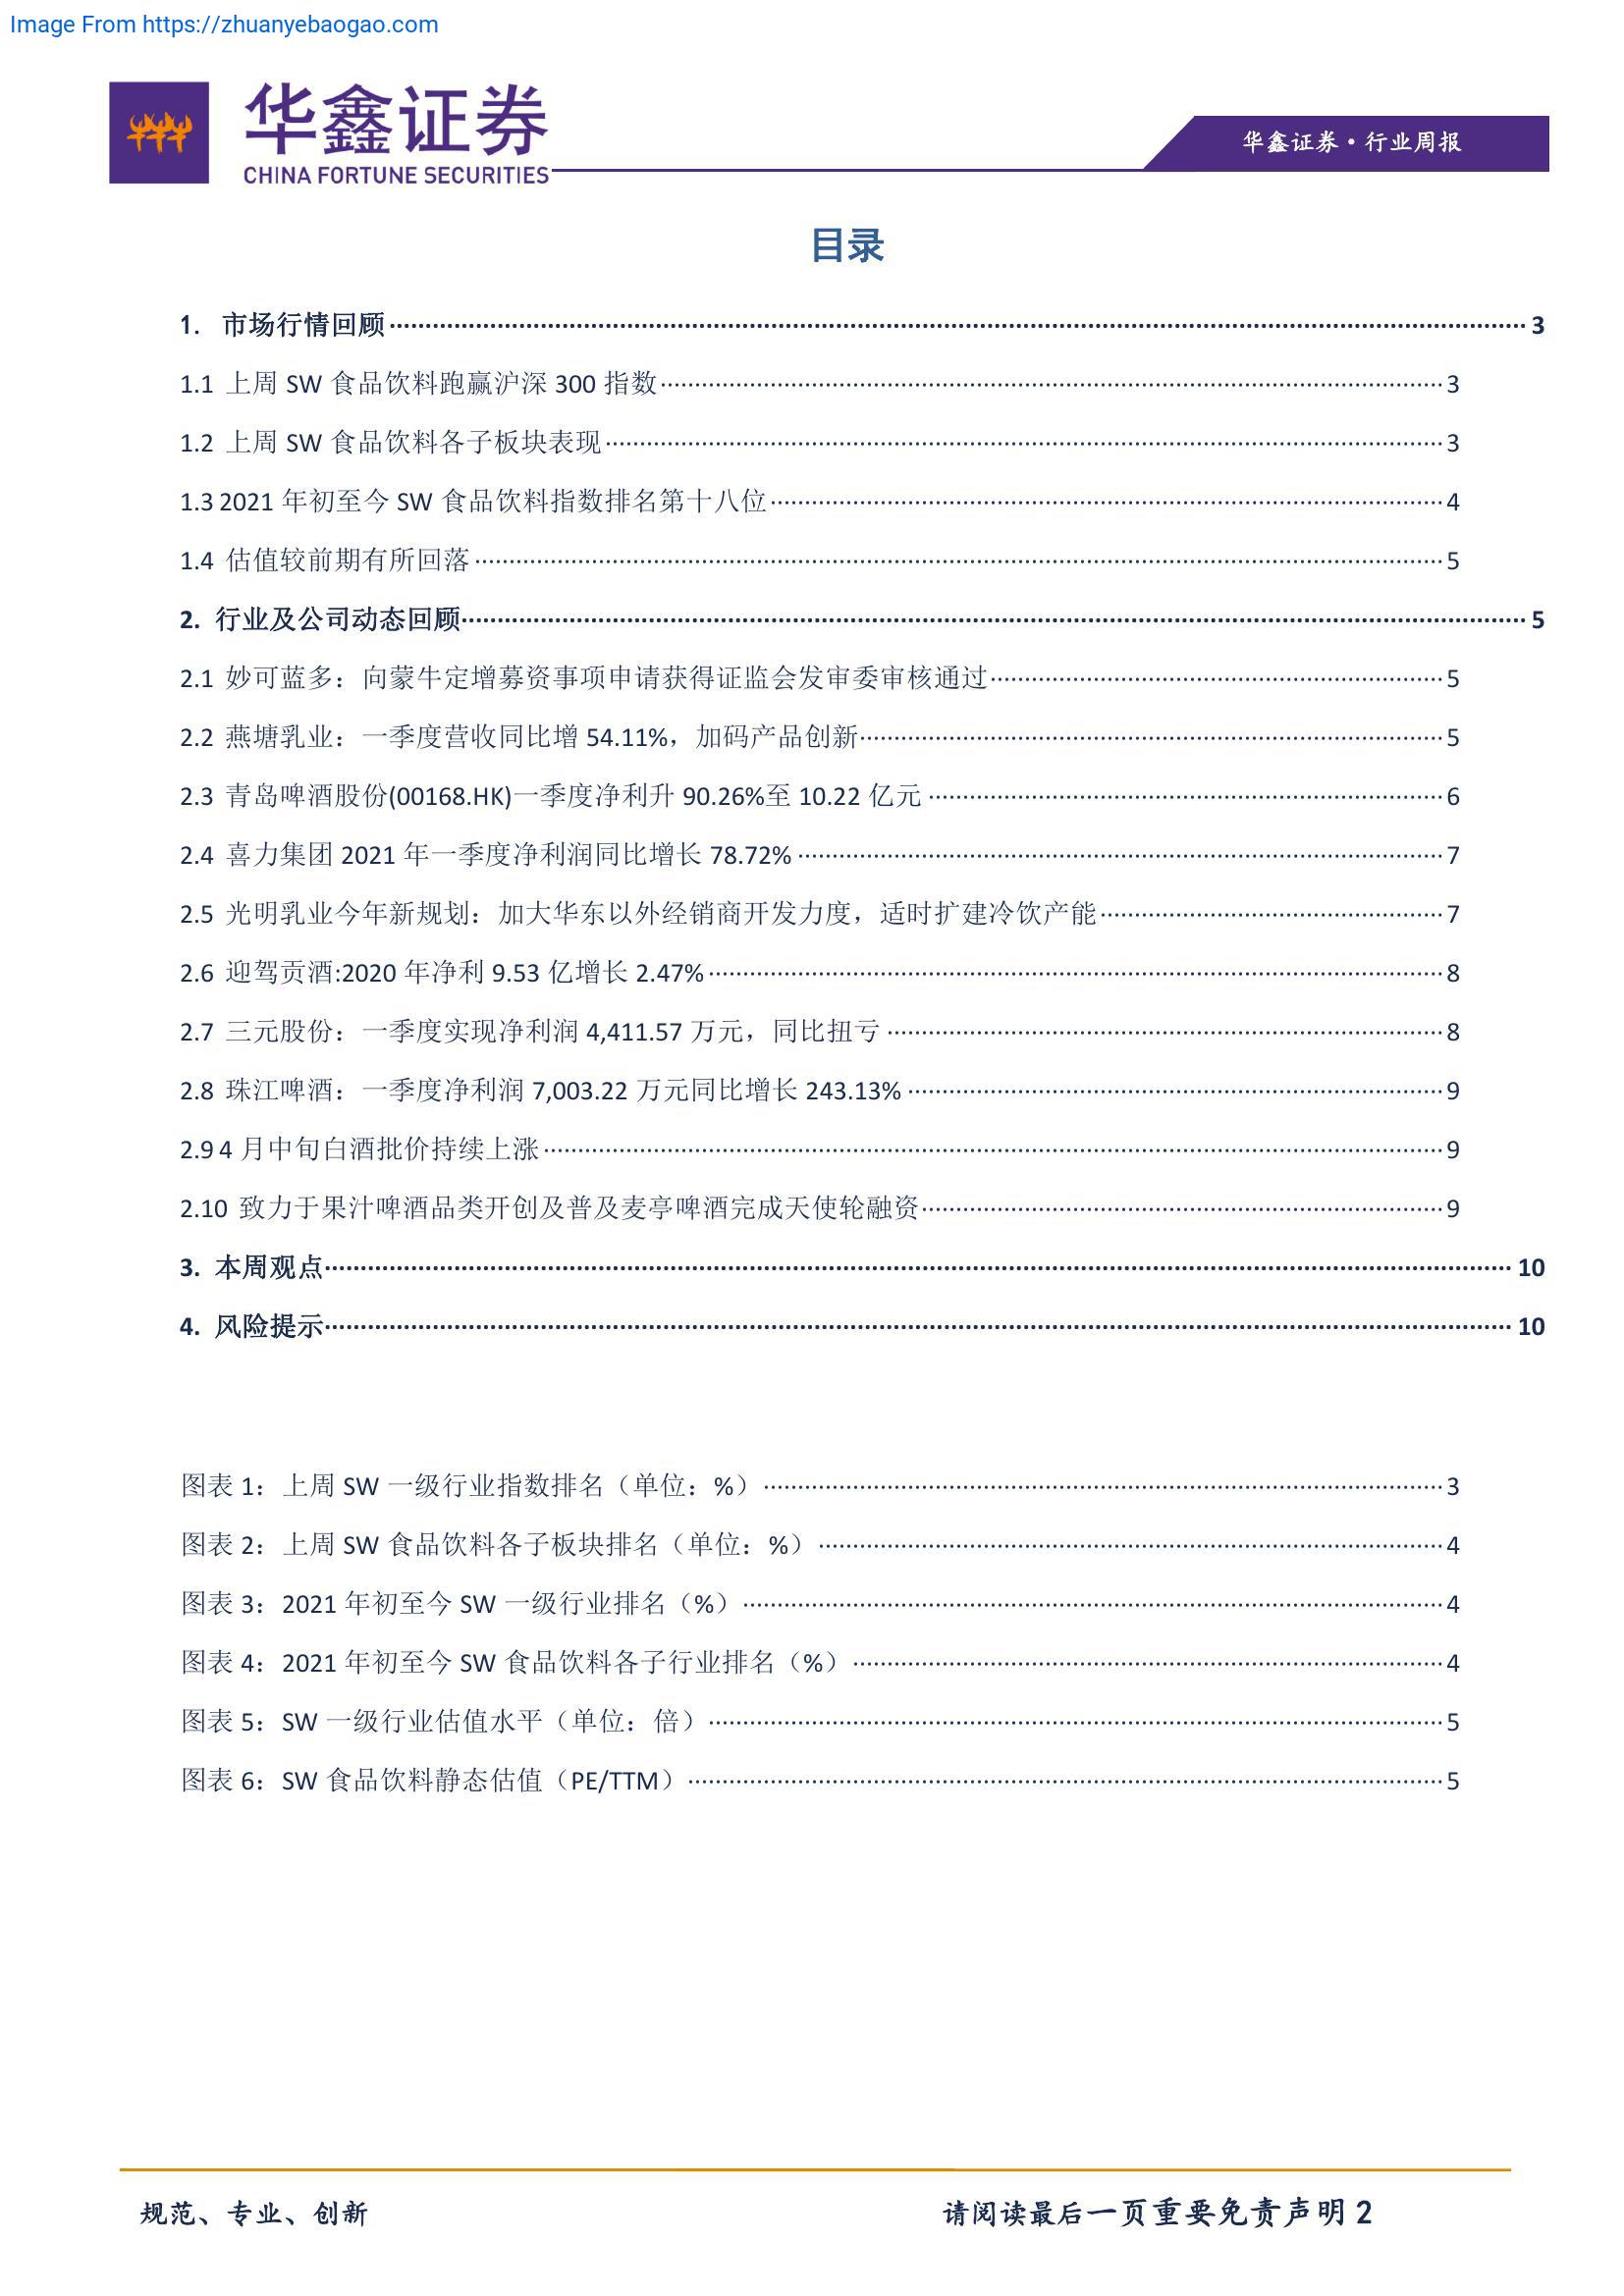 Image From https://zhuanyebaogao.com
华鑫证券
CHINA FORTUNE SECURITIES
华鑫证券·行业周报
目录
1. 市场行情回顾 3
1.1 上周 SW 食品饮料跑赢沪深 300 指数 3
1.2 上周 SW 食品饮料各子板块表现 3
1.3 2021 年初至今 SW 食品饮料指数排名第十八位 4
1.4 估值较前期有所回落 5
2. 行业及公司动态回顾 5
2.1 妙可蓝多：向蒙牛定增募资事项申请获得证监会发审委审核通过 5
2.2 燕塘乳业：一季度营收同比增 54.11%，加码产品创新 5
2.3 青岛啤酒股份(00168.HK)一季度净利升 90.26%至 10.22 亿元 6
2.4 喜力集团 2021 年一季度净利润同比增长 78.72% 7
2.5 光明乳业今年新规划：加大华东以外经销商开发力度，适时扩建冷饮产能 7
2.6 迎驾贡酒:2020 年净利 9.53 亿增长 2.47% 8
2.7 三元股份：一季度实现净利润 4,411.57 万元，同比扭亏 8
2.8 珠江啤酒：一季度净利润 7,003.22 万元同比增长 243.13% 9
2.9 4 月中旬白酒批价持续上涨 9
2.10 致力于果汁啤酒品类开创及普及麦亭啤酒完成天使轮融资 9
3. 本周观点 10
4. 风险提示 10
图表 1：上周 SW 一级行业指数排名（单位：%） 3
图表 2：上周 SW 食品饮料各子板块排名（单位：%） 4
图表 3：2021 年初至今 SW 一级行业排名（%） 4
图表 4：2021 年初至今 SW 食品饮料各子行业排名（%） 4
图表 5：SW 一级行业估值水平（单位：倍） 5
图表 6：SW 食品饮料静态估值（PE/TTM） 5
规范、专业、创新
请阅读最后一页重要免责声明 2